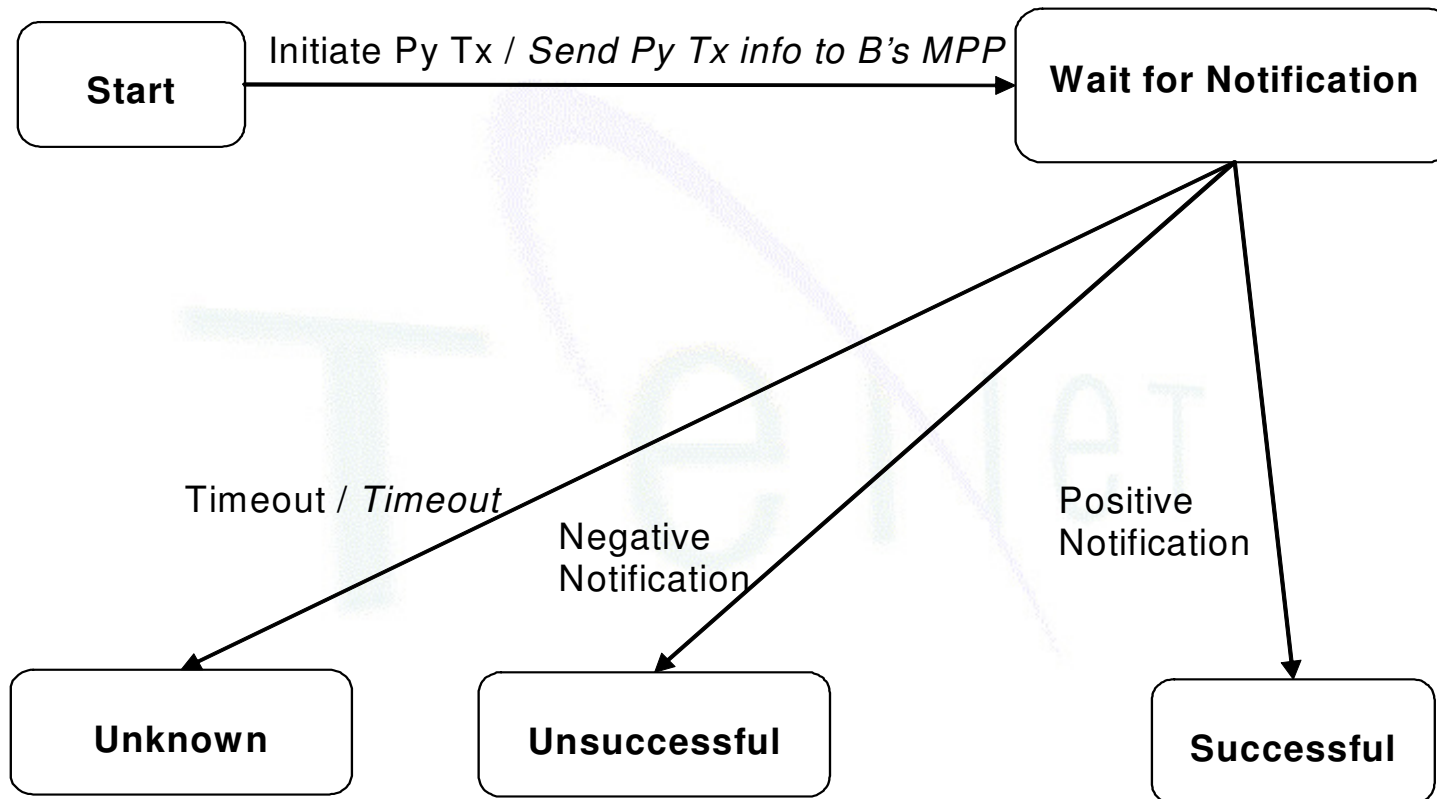 Initiate Py Tx / Send Py Tx info to B's MPP
Start
Wait for Notification
TeNeT
Timeout / Timeout
Negative
Notification
Positive
Notification
Unknown
Unsuccessful
Successful